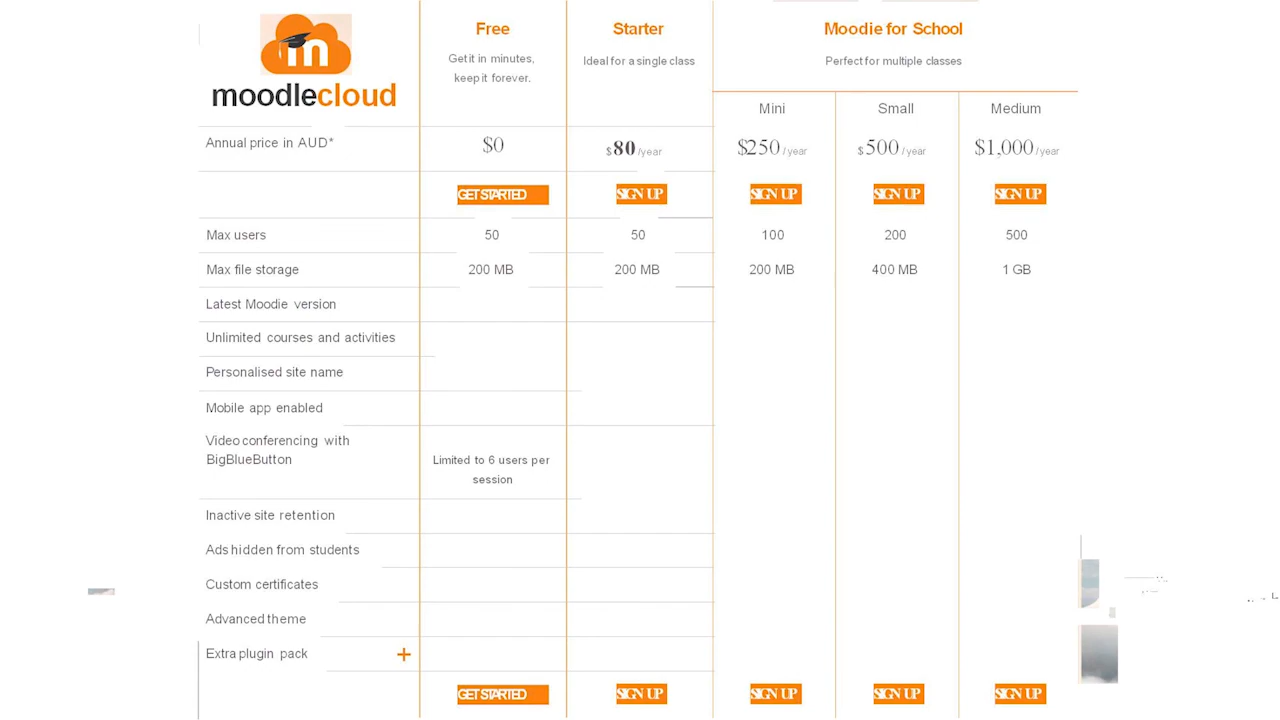 Free
Starter
Moodie for School
Get it in minutes,
keep it forever.
Ideal for a single class
Perfect for multiple classes
moodlecloud
Mini
Small
Medium
Annual price in AUD*
$0
$80/year
$250/year
$500/year
$1,000/year
GET STARTED
SIGN UP
SIGN UP
SIGN UP
SIGN UP
Max users
50
50
100
200
500
Max file storage
200 MB
200 MB
200 MB
400 MB
1 GB
Latest Moodie version
Unlimited courses and activities
Personalised site name
Mobile app enabled
Video conferencing with
BigBlueButton
Limited to 6 users per
session
Inactive site retention
Ads hidden from students
Custom certificates
Advanced theme
Extra plugin pack +
GET STARTED
SIGN UP
SIGN UP
SIGN UP
SIGN UP